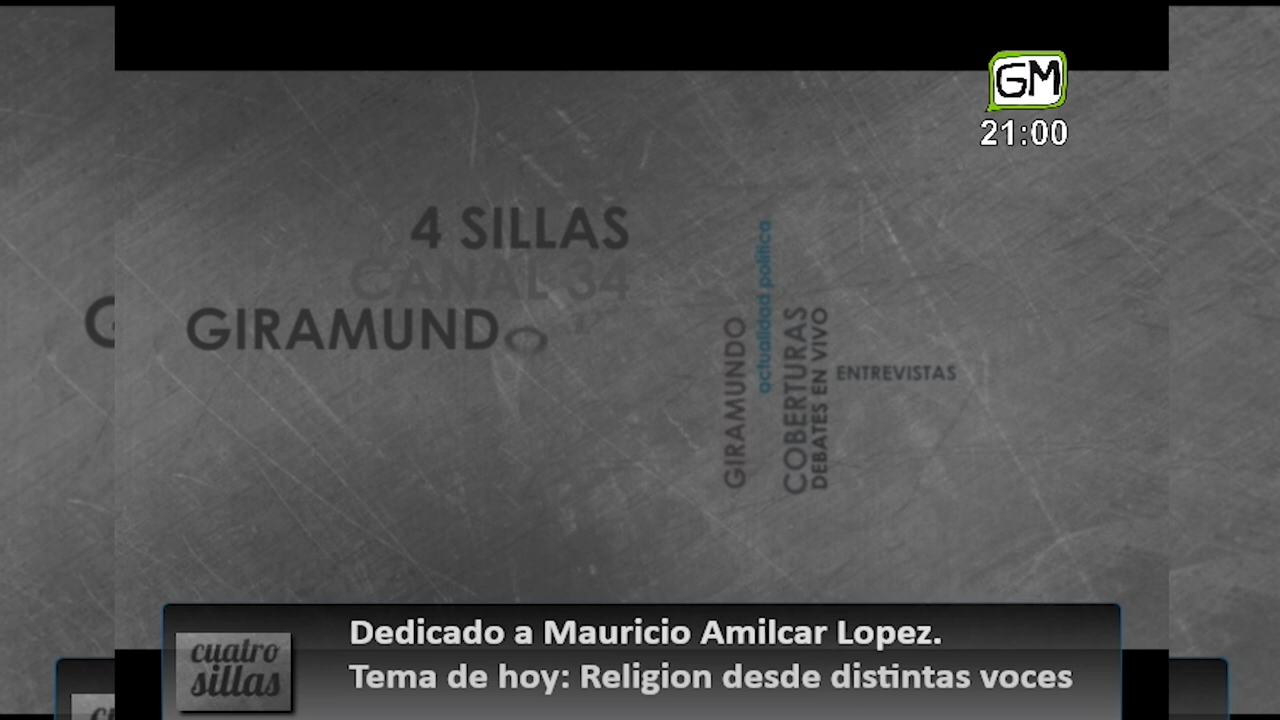 GM
21:00
4 SILLAS
CANAL 34
GIRAMUNDO
G
GIRAMUNDO
actualidad política
COBERTURAS
DEBATES EN VIVO
ENTREVISTAS
Dedicado a Mauricio Amilcar Lopez.
Tema de hoy: Religion desde distintas voces
cuatro
sillas